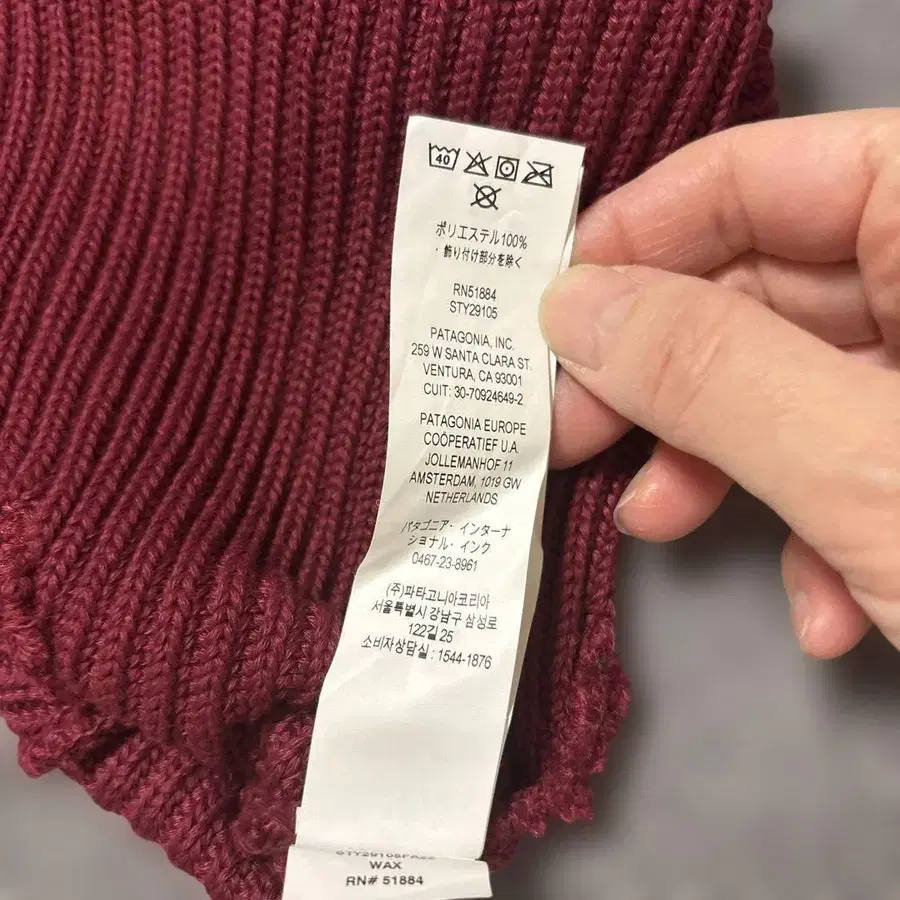 40
ポリエステル100%
・飾り付け部分を除く
RN51884
STY29105
PATAGONIA, INC.
259 W SANTA CLARA ST.
VENTURA, CA 93001
CUIT: 30-70924649-2
PATAGONIA EUROPE
COÖPERATIEF U.A.
JOLLEMANHOF 11
AMSTERDAM, 1019 GW
NETHERLANDS
パタゴニア・インターナ
ショナル・インク
0467-23-8961
(주)파타고니아코리아
서울특별시 강남구 삼성로
122길 25
소비자상담실 : 1544-1876
WAX
RN# 51884